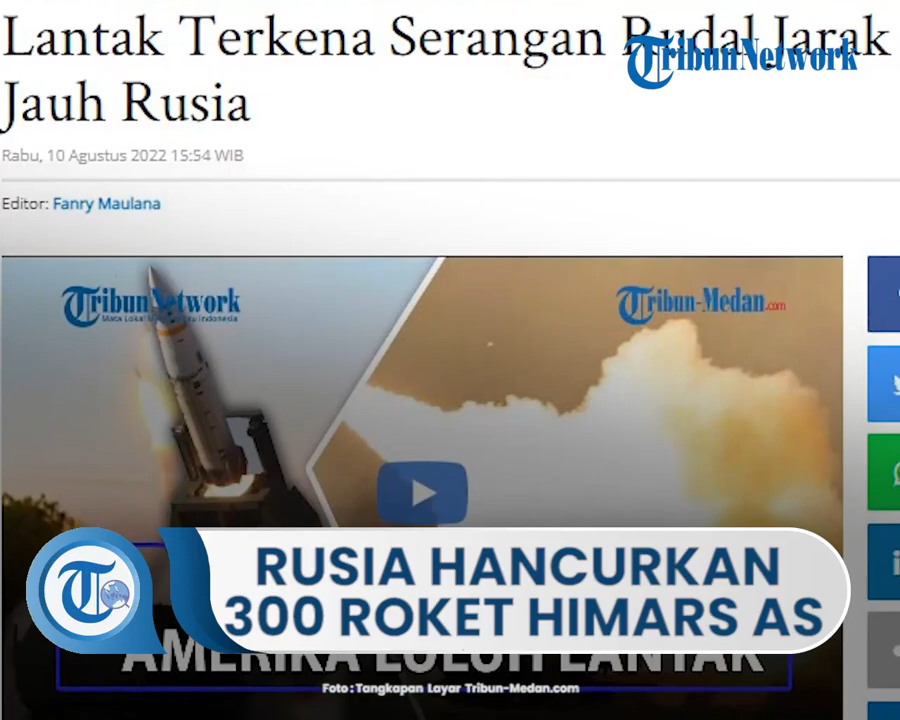 Lantak Terkena Serangan Rudal Jarak
TribunNetwork
Jauh Rusia
Rabu, 10 Agustus 2022 15:54 WIB
Editor: Fanry Maulana
TribunNetwork
Tribun-Medan.com
RUSIA HANCURKAN
300 ROKET HIMARS AS
AMERIKA LULUH LANTAK
Foto : Tangkapan Layar Tribun-Medan.com